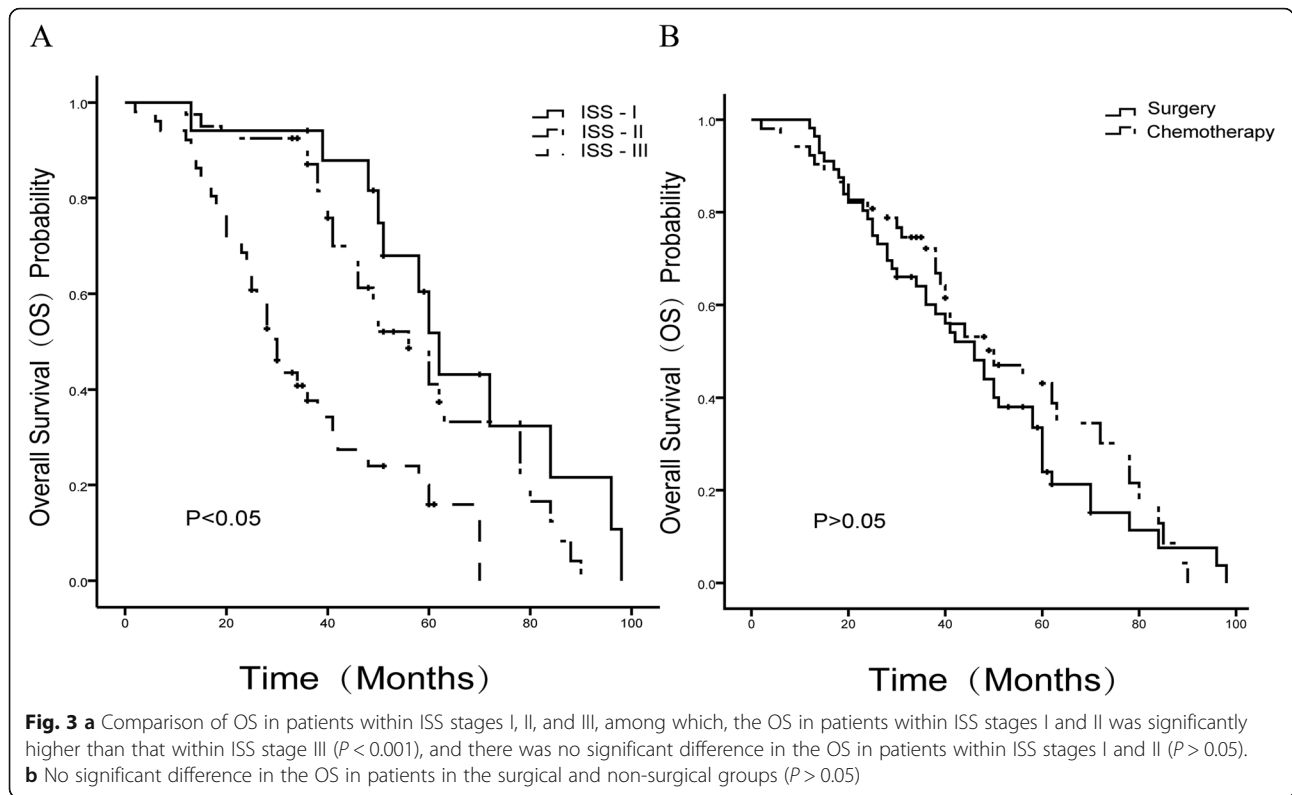 A
B
ISS - I
ISS - II
ISS - III
Surgery
Chemotherapy
Overall Survival (OS) Probability
1.0
0.8
0.6
0.4
0.2
0.0
P<0.05
0 20 40 60 80 100
Time (Months)
Overall Survival (OS) Probability
1.0
0.8
0.6
0.4
0.2
0.0
P>0.05
0 20 40 60 80 100
Time (Months)
Fig. 3 a Comparison of OS in patients within ISS stages I, II, and III, among which, the OS in patients within ISS stages I and II was significantly
higher than that within ISS stage III (P < 0.001), and there was no significant difference in the OS in patients within ISS stages I and II (P > 0.05).
b No significant difference in the OS in patients in the surgical and non-surgical groups (P > 0.05)